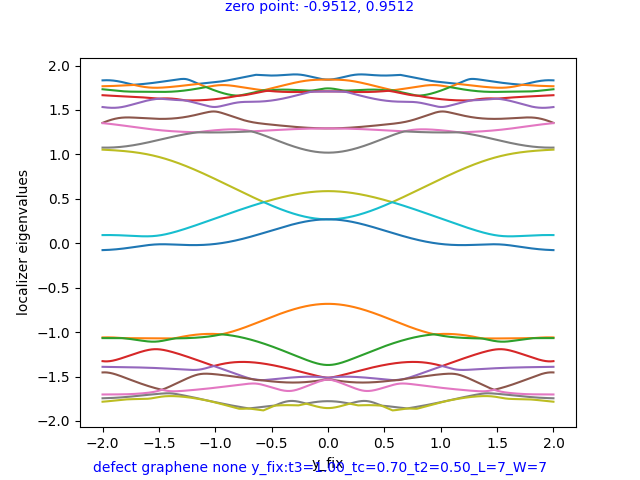 zero point: -0.9512, 0.9512
2.0
1.5
1.0
0.5
0.0
−0.5
−1.0
−1.5
−2.0
localizer eigenvalues
−2.0 −1.5 −1.0 −0.5 0.0 0.5 1.0 1.5 2.0
y_fix
defect graphene none y_fix:t3=1.00_tc=0.70_t2=0.50_L=7_W=7